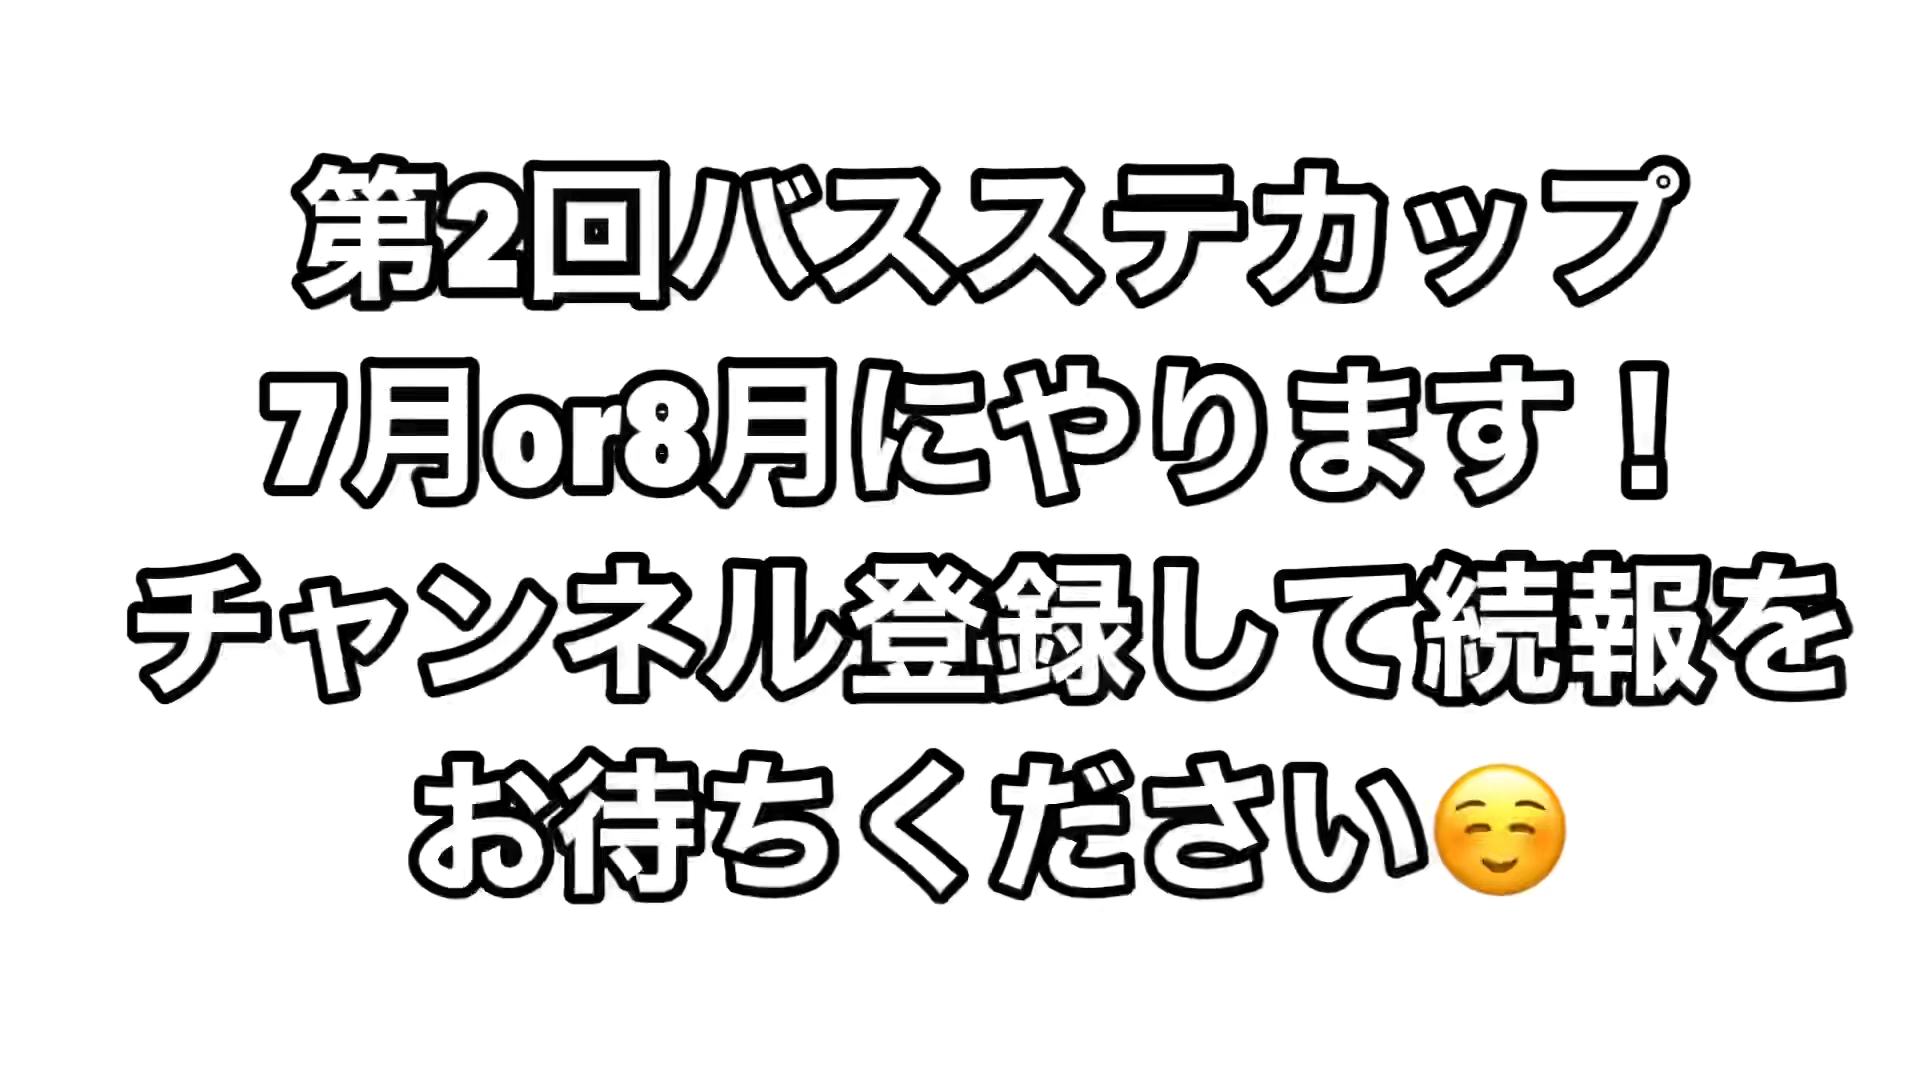 第2回バスステカップ
7月or8月にやります！
チャンネル登録して続報を
お待ちください☺️